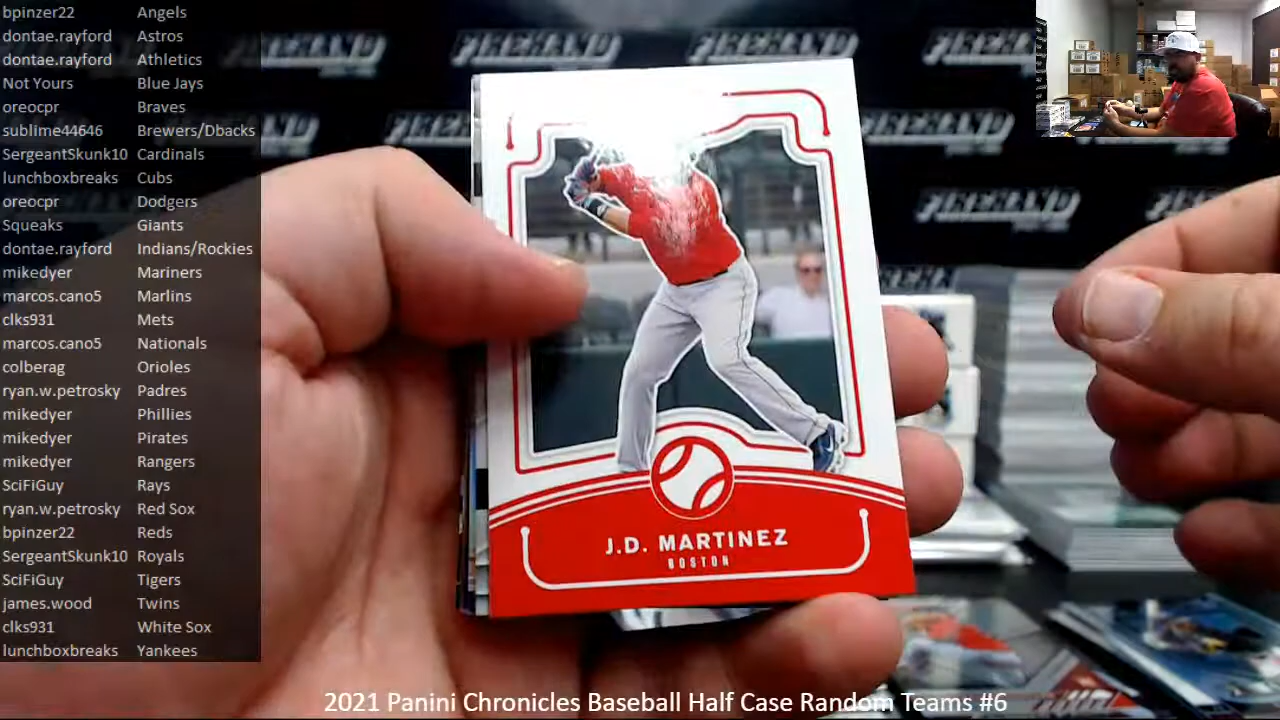 bpinzer22 Angels
dontae.rayford Astros
dontae.rayford Athletics
Not Yours Blue Jays
oreocpr Braves
sublime44646 Brewers/Dbacks
SergeantSkunk10 Cardinals
lunchboxbreaks Cubs
oreocpr Dodgers
Squeaks Giants
dontae.rayford Indians/Rockies
mikedyer Mariners
marcos.cano5 Marlins
clks931 Mets
marcos.cano5 Nationals
colberag Orioles
ryan.w.petrosky Padres
mikedyer Phillies
mikedyer Pirates
mikedyer Rangers
SciFiGuy Rays
ryan.w.petrosky Red Sox
bpinzer22 Reds
SergeantSkunk10 Royals
SciFiGuy Tigers
james.wood Twins
clks931 White Sox
lunchboxbreaks Yankees
FIREHAND
FIREHAND
FIREHAND
FIREHAND
J.D. MARTINEZ
BOSTON
2021 Panini Chronicles Baseball Half Case Random Teams #6